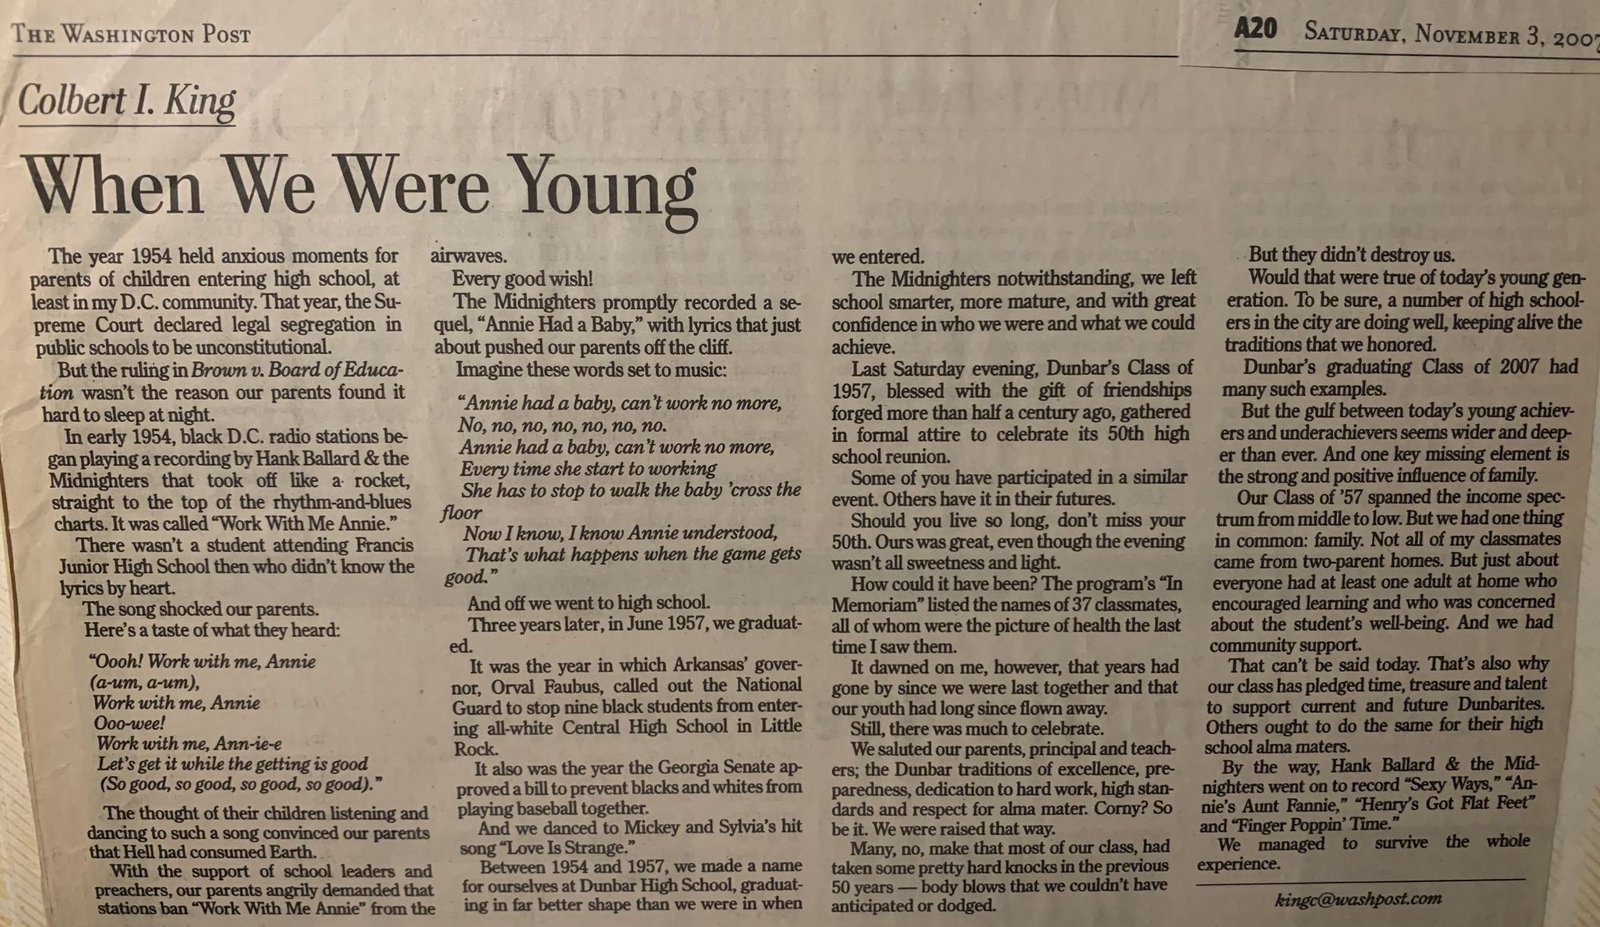 THE WASHINGTON POST
A20 SATURDAY, NOVEMBER 3, 2007
Colbert I. King
When We Were Young
The year 1954 held anxious moments for
parents of children entering high school, at
least in my D.C. community. That year, the Su-
preme Court declared legal segregation in
public schools to be unconstitutional.
But the ruling in Brown v. Board of Educa-
tion wasn't the reason our parents found it
hard to sleep at night.
In early 1954, black D.C. radio stations be-
gan playing a recording by Hank Ballard & the
Midnighters that took off like a rocket,
straight to the top of the rhythm-and-blues
charts. It was called "Work With Me Annie."
There wasn't a student attending Francis
Junior High School then who didn't know the
lyrics by heart.
The song shocked our parents.
Here's a taste of what they heard:
"Oooh! Work with me, Annie
(a-um, a-um),
Work with me, Annie
Ooo-wee!
Work with me, Ann-ie-e
Let's get it while the getting is good
(So good, so good, so good, so good)."
The thought of their children listening and
dancing to such a song convinced our parents
that Hell had consumed Earth.
With the support of school leaders and
preachers, our parents angrily demanded that
stations ban "Work With Me Annie" from the
airwaves.
Every good wish!
The Midnighters promptly recorded a se-
quel, "Annie Had a Baby," with lyrics that just
about pushed our parents off the cliff.
Imagine these words set to music:
"Annie had a baby, can't work no more,
No, no, no, no, no, no, no.
Annie had a baby, can't work no more,
Every time she start to working
She has to stop to walk the baby 'cross the
floor
Now I know, I know Annie understood,
That's what happens when the game gets
good."
And off we went to high school.
Three years later, in June 1957, we graduat-
ed.
It was the year in which Arkansas' gover-
nor, Orval Faubus, called out the National
Guard to stop nine black students from enter-
ing all-white Central High School in Little
Rock.
It also was the year the Georgia Senate ap-
proved a bill to prevent blacks and whites from
playing baseball together.
And we danced to Mickey and Sylvia's hit
song "Love Is Strange."
Between 1954 and 1957, we made a name
for ourselves at Dunbar High School, graduat-
ing in far better shape than we were in when
we entered.
The Midnighters notwithstanding, we left
school smarter, more mature, and with great
confidence in who we were and what we could
achieve.
Last Saturday evening, Dunbar's Class of
1957, blessed with the gift of friendships
forged more than half a century ago, gathered
in formal attire to celebrate its 50th high
school reunion.
Some of you have participated in a similar
event. Others have it in their futures.
Should you live so long, don't miss your
50th. Ours was great, even though the evening
wasn't all sweetness and light.
How could it have been? The program's "In
Memoriam" listed the names of 37 classmates,
all of whom were the picture of health the last
time I saw them.
It dawned on me, however, that years had
gone by since we were last together and that
our youth had long since flown away.
Still, there was much to celebrate.
We saluted our parents, principal and teach-
ers; the Dunbar traditions of excellence, pre-
paredness, dedication to hard work, high stan-
dards and respect for alma mater. Corny? So
be it. We were raised that way.
Many, no, make that most of our class, had
taken some pretty hard knocks in the previous
50 years — body blows that we couldn't have
anticipated or dodged.
But they didn't destroy us.
Would that were true of today's young gen-
eration. To be sure, a number of high school-
ers in the city are doing well, keeping alive the
traditions that we honored.
Dunbar's graduating Class of 2007 had
many such examples.
But the gulf between today's young achiev-
ers and underachievers seems wider and deep-
er than ever. And one key missing element is
the strong and positive influence of family.
Our Class of '57 spanned the income spec-
trum from middle to low. But we had one thing
in common: family. Not all of my classmates
came from two-parent homes. But just about
everyone had at least one adult at home who
encouraged learning and who was concerned
about the student's well-being. And we had
community support.
That can't be said today. That's also why
our class has pledged time, treasure and talent
to support current and future Dunbarites.
Others ought to do the same for their high
school alma maters.
By the way, Hank Ballard & the Mid-
nighters went on to record "Sexy Ways," "An-
nie's Aunt Fannie," "Henry's Got Flat Feet"
and "Finger Poppin' Time."
We managed to survive the whole
experience.
kingc@washpost.com